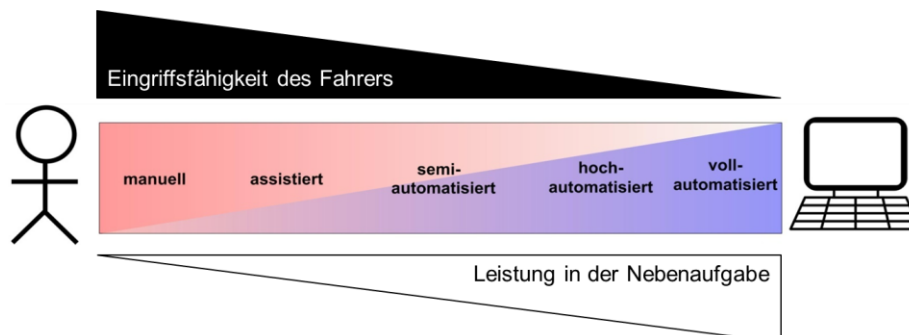 Eingriffsfähigkeit des Fahrers
manuell
assistiert
semi-
automatisiert
hoch-
automatisiert
voll-
automatisiert
Leistung in der Nebenaufgabe